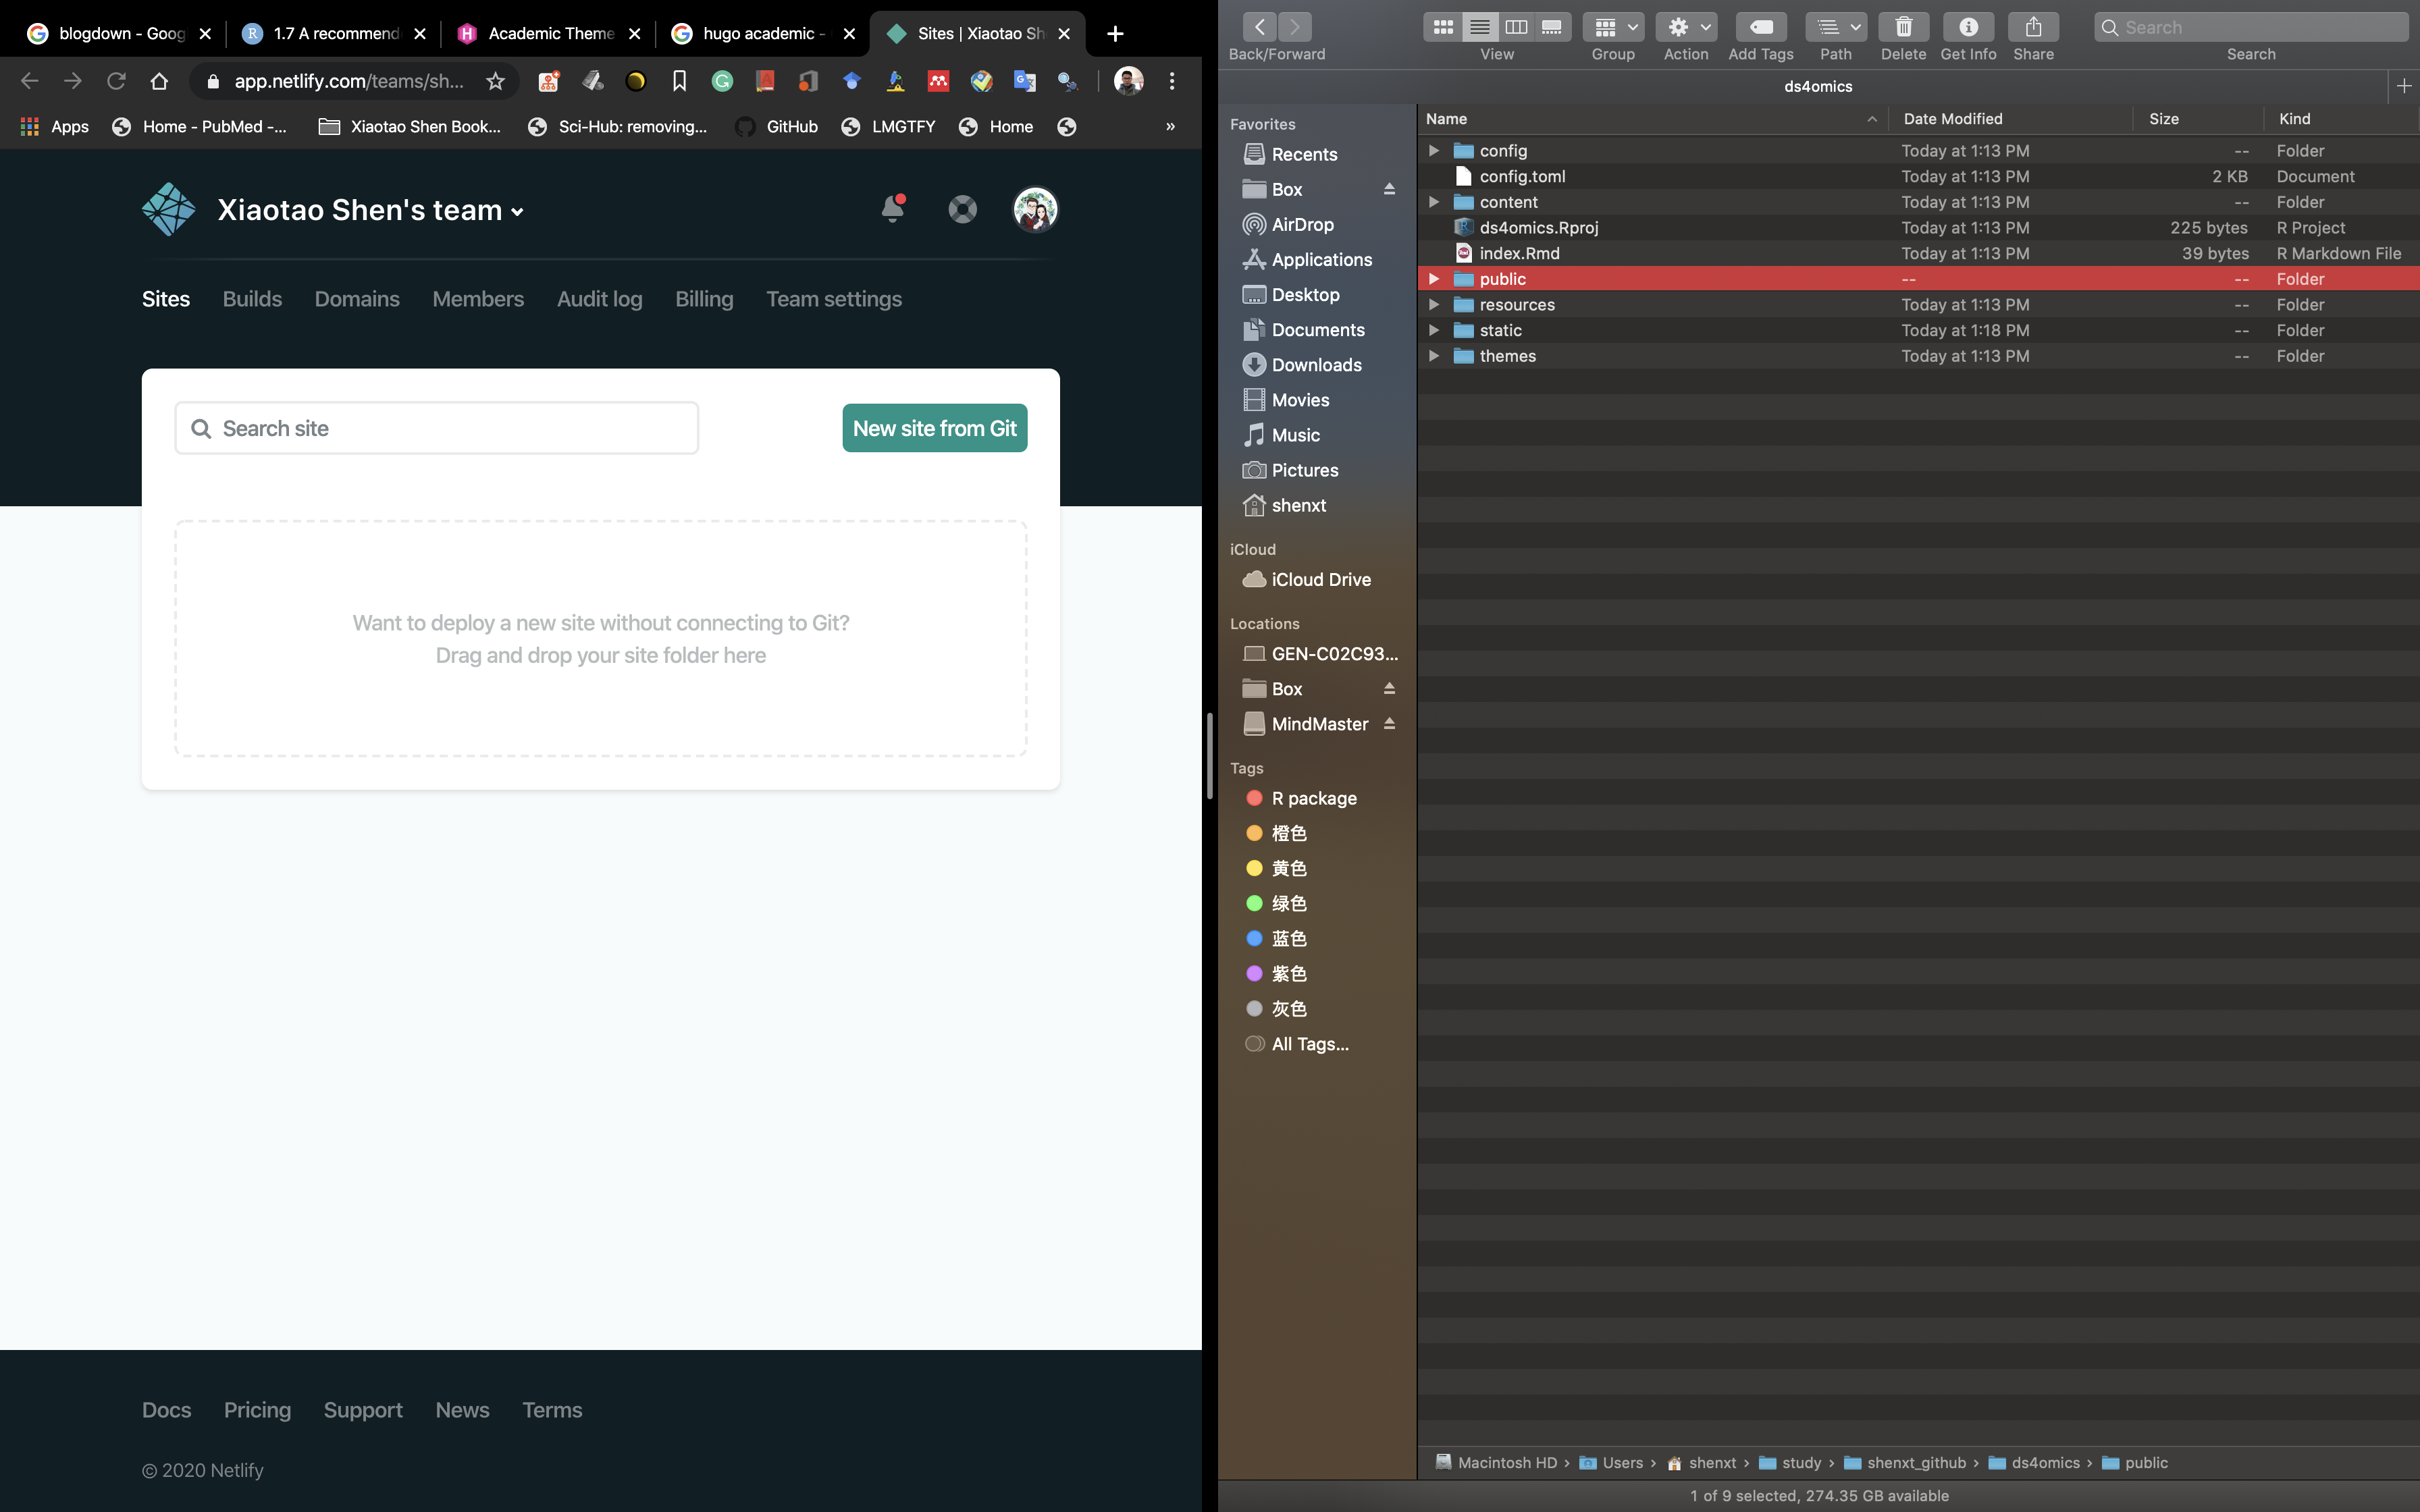 blogdown - Goog
1.7 A recommend
Academic Theme
hugo academic -
Sites | Xiaotao Sh
app.netlify.com/teams/sh...
Apps
Home - PubMed -...
Xiaotao Shen Book...
Sci-Hub: removing...
GitHub
LMGTFY
Home
»
Xiaotao Shen's team
Sites Builds Domains Members Audit log Billing Team settings
Search site
New site from Git
Want to deploy a new site without connecting to Git?
Drag and drop your site folder here
Docs Pricing Support News Terms
© 2020 Netlify
Back/Forward View Group Action Add Tags Path Delete Get Info Share Search
Search
ds4omics
Favorites
Recents
Box
AirDrop
Applications
Desktop
Documents
Downloads
Movies
Music
Pictures
shenxt
iCloud
iCloud Drive
Locations
GEN-C02C93...
Box
MindMaster
Tags
R package
橙色
黄色
绿色
蓝色
紫色
灰色
All Tags...
Name Date Modified Size Kind
config Today at 1:13 PM -- Folder
config.toml Today at 1:13 PM 2 KB Document
content Today at 1:13 PM -- Folder
ds4omics.Rproj Today at 1:13 PM 225 bytes R Project
index.Rmd Today at 1:13 PM 39 bytes R Markdown File
public -- -- Folder
resources Today at 1:13 PM -- Folder
static Today at 1:18 PM -- Folder
themes Today at 1:13 PM -- Folder
Macintosh HD › Users › shenxt › study › shenxt_github › ds4omics › public
1 of 9 selected, 274.35 GB available